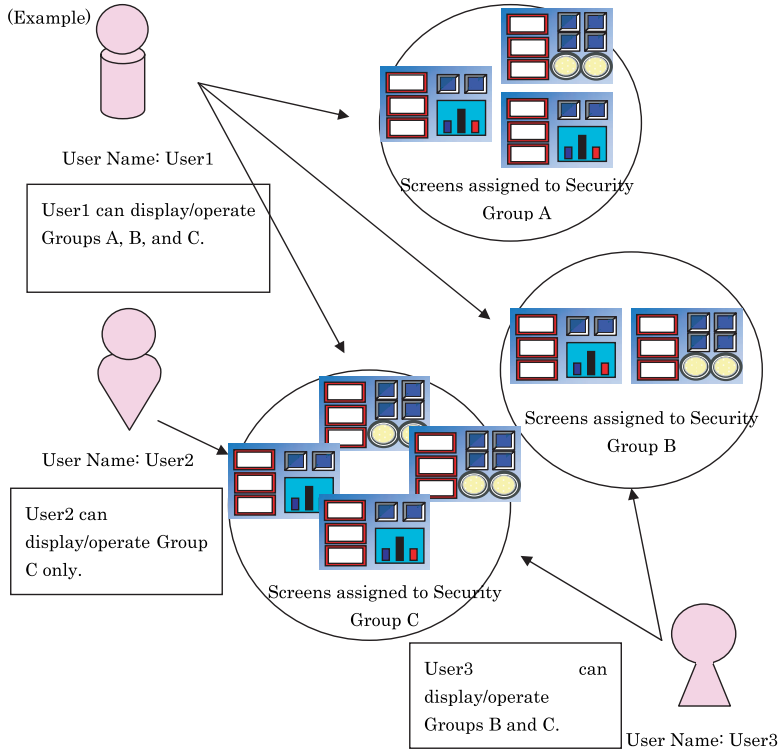 (Example)
User Name: User1
User1 can display/operate
Groups A, B, and C.
Screens assigned to Security
Group A
Screens assigned to Security
Group B
User Name: User2
User2 can
display/operate Group
C only.
Screens assigned to Security
Group C
User3 can
display/operate
Groups B and C.
User Name: User3